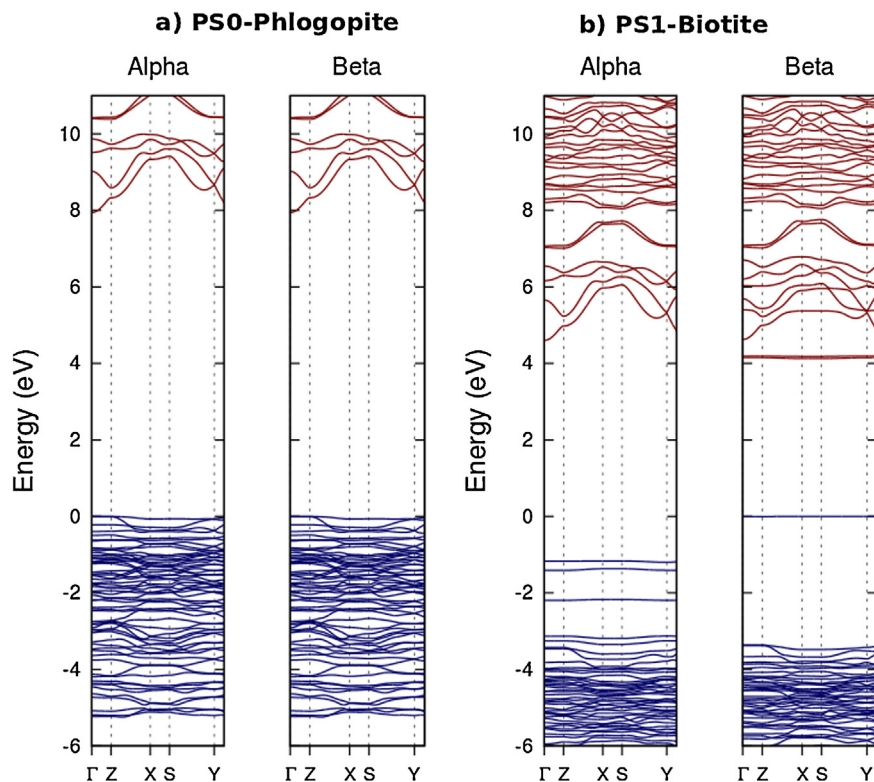 a) PS0-Phlogopite
b) PS1-Biotite
Alpha
Beta
Alpha
Beta
Energy (eV)
10
8
6
4
2
0
-2
-4
-6
Γ Z X S Y
Γ Z X S Y
Energy (eV)
10
8
6
4
2
0
-2
-4
-6
Γ Z X S Y
Γ Z X S Y